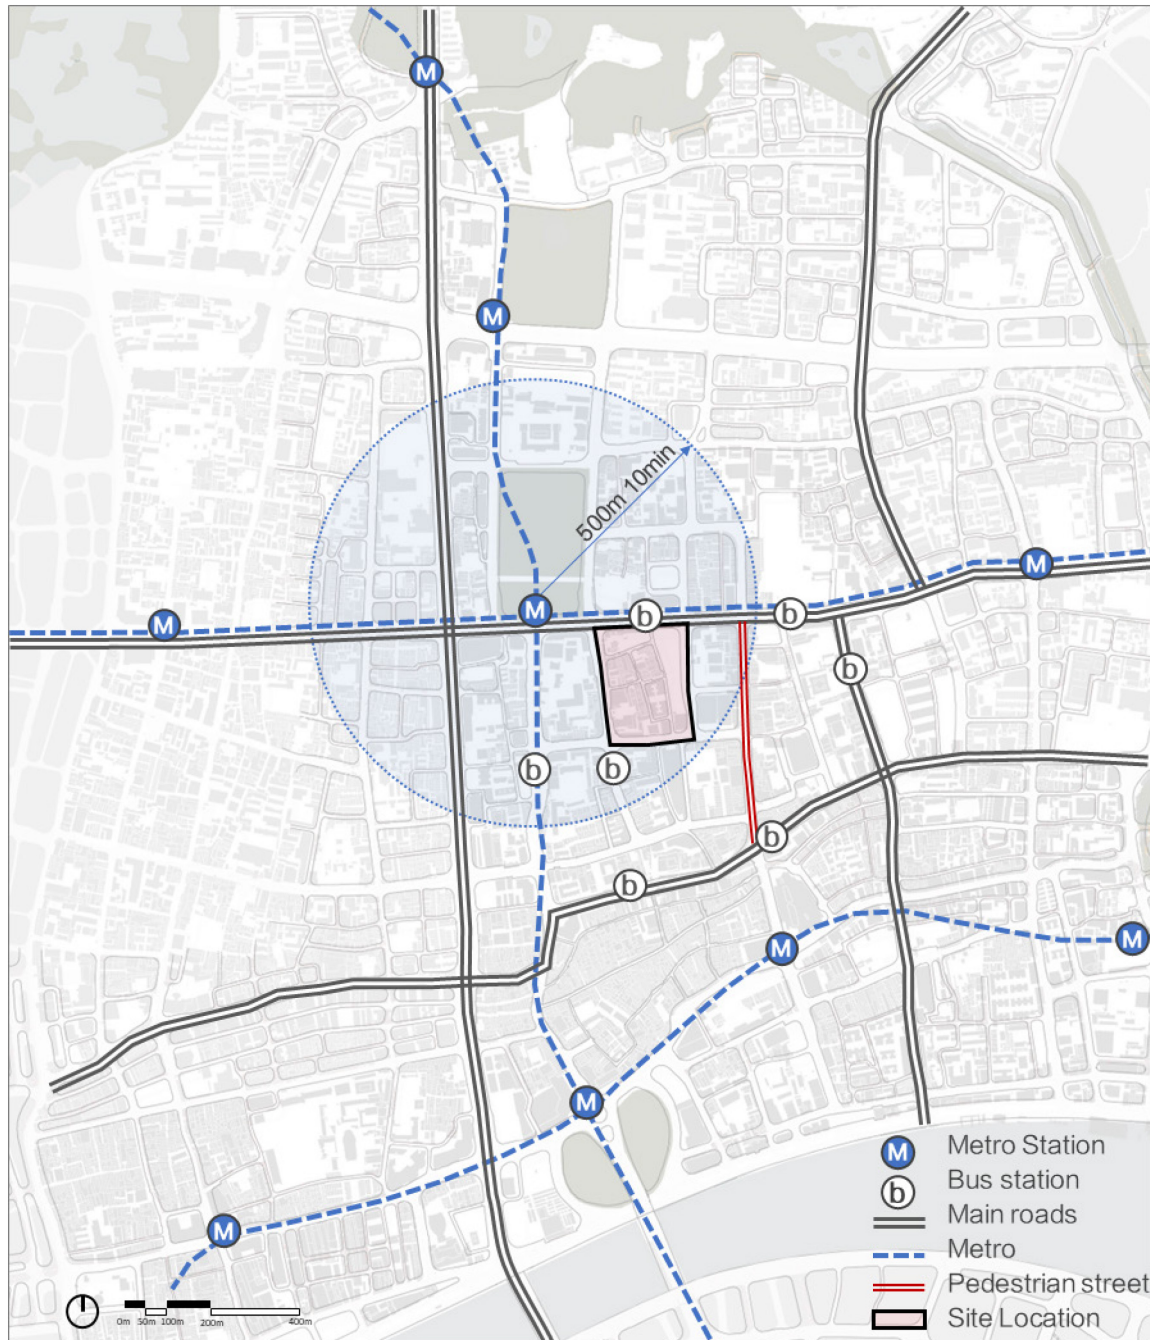 M
M
500m 10min
M
M
M
b
b
b
b
b
b
b
M
M
M
M
M Metro Station
b Bus station
Main roads
Metro
Pedestrian street
Site Location
0m 50m 100m 200m 400m